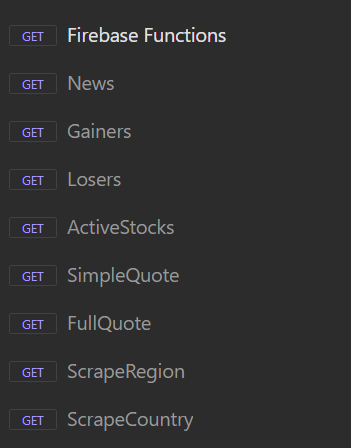 GET Firebase Functions
GET News
GET Gainers
GET Losers
GET ActiveStocks
GET SimpleQuote
GET FullQuote
GET ScrapeRegion
GET ScrapeCountry